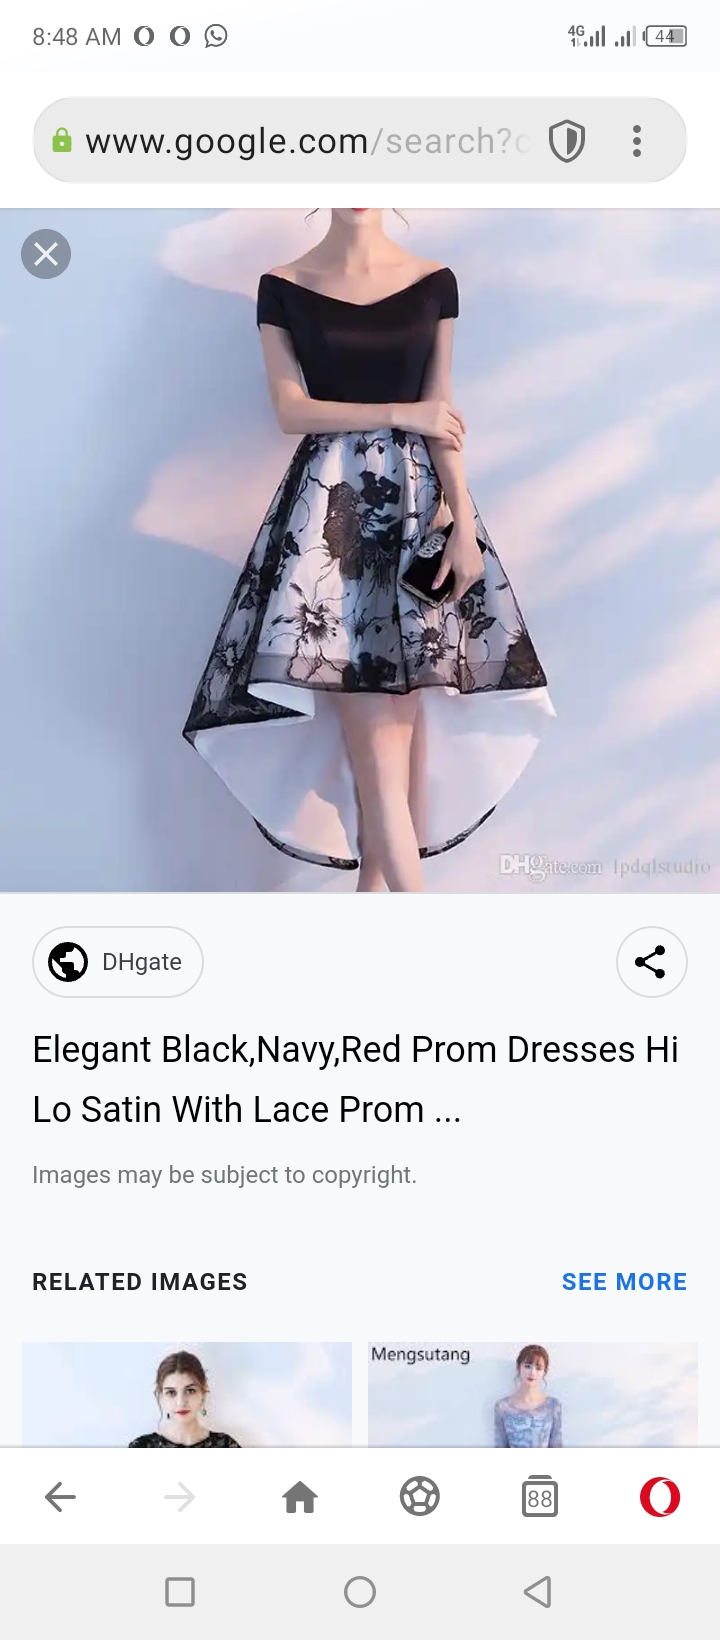 8:48 AM
4G
44
www.google.com/search?c
DHgate.com lpdqlstudio
DHgate
Elegant Black,Navy,Red Prom Dresses Hi
Lo Satin With Lace Prom ...
Images may be subject to copyright.
RELATED IMAGES
SEE MORE
Mengsutang
88